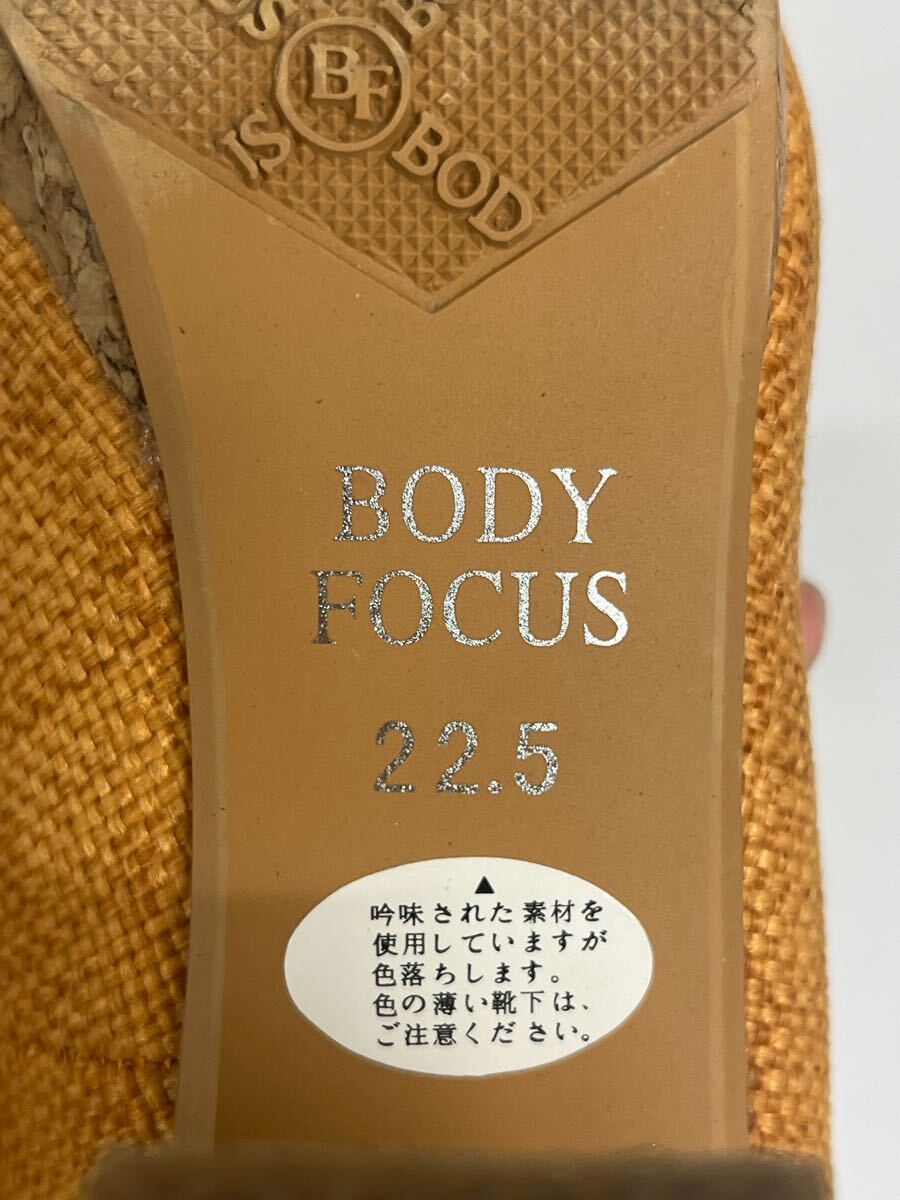 BF
IS
BOD
BODY
FOCUS
22.5
▲
吟味された素材を
使用していますが
色落ちします。
色の薄い靴下は、
ご注意ください。